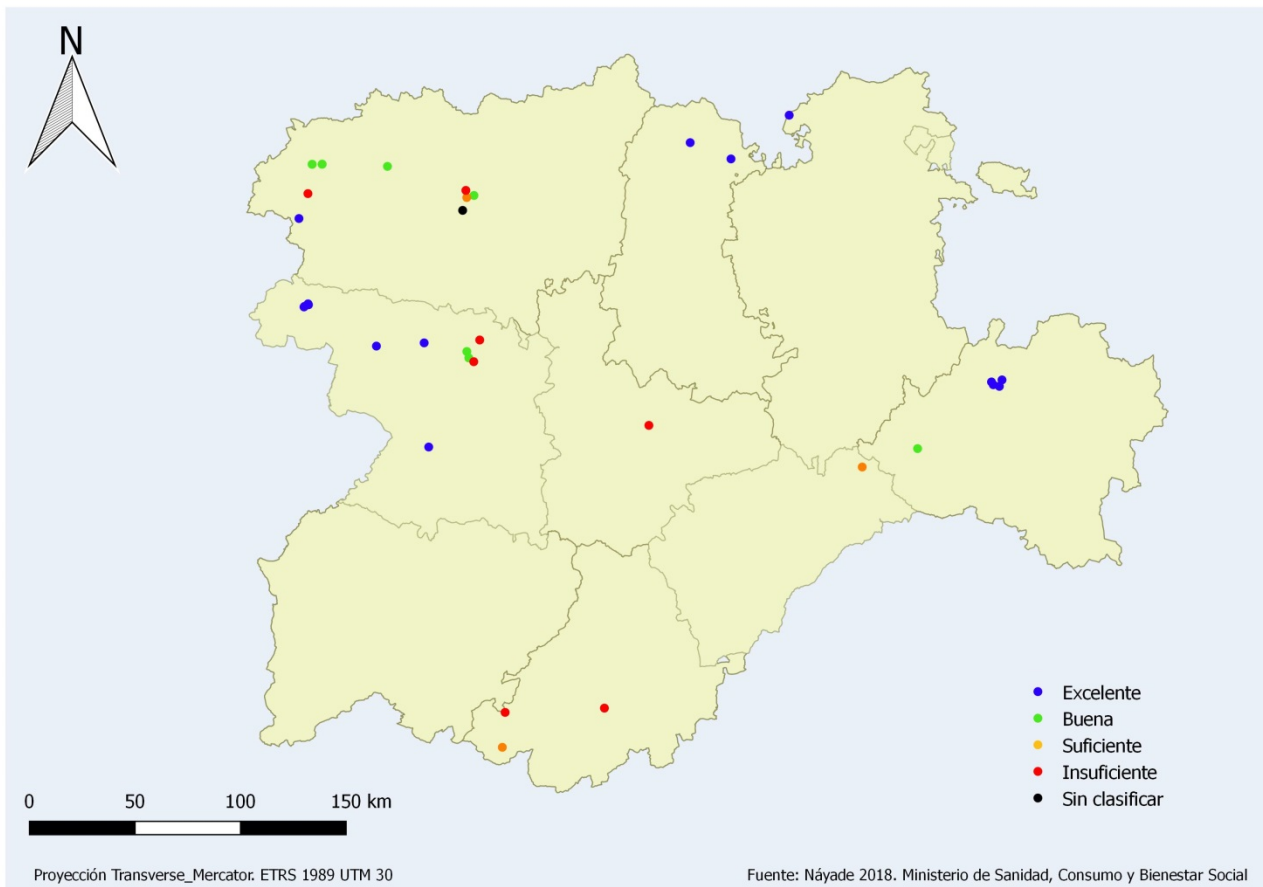 N
Excelente
Buena
Suficiente
Insuficiente
Sin clasificar
0 50 100 150 km
Proyección Transverse_Mercator. ETRS 1989 UTM 30
Fuente: Náyade 2018. Ministerio de Sanidad, Consumo y Bienestar Social